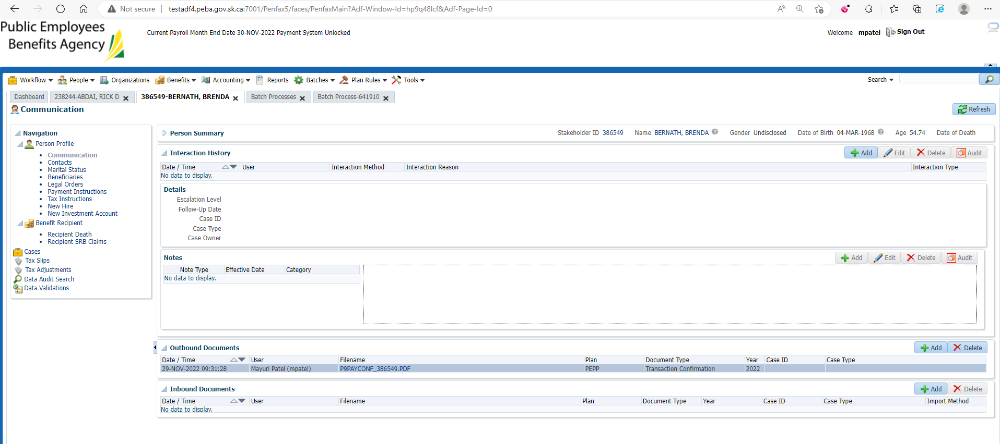 Not secure | testadf4.peba.gov.sk.ca:7001/Penfax5/faces/PenfaxMain?Adf-Window-Id=hp9q48lcf&Adf-Page-Id=0
Public Employees
Benefits Agency
Current Payroll Month End Date 30-NOV-2022 Payment System Unlocked
Welcome mpatel Sign Out
Workflow People Organizations Benefits Accounting Reports Batches Plan Rules Tools Search
Dashboard 238244-ABDAI, RICK D 386549-BERNATH, BRENDA Batch Processes Batch Process-641910
Communication Refresh
Navigation
Person Profile
Communication
Contacts
Marital Status
Beneficiaries
Legal Orders
Payment Instructions
Tax Instructions
New Hire
New Investment Account
Benefit Recipient
Recipient Death
Recipient SRB Claims
Cases
Tax Slips
Tax Adjustments
Data Audit Search
Data Validations
Person Summary Stakeholder ID 386549 Name BERNATH, BRENDA Gender Undisclosed Date of Birth 04-MAR-1968 Age 54.74 Date of Death
Interaction History Add Edit Delete Audit
Date / Time User Interaction Method Interaction Reason Interaction Type
No data to display.
Details
Escalation Level
Follow-Up Date
Case ID
Case Type
Case Owner
Notes Add Edit Delete Audit
Note Type Effective Date Category
No data to display.
Outbound Documents Add Delete
Date / Time User Filename Plan Document Type Year Case ID Case Type
29-NOV-2022 09:31:28 Mayuri Patel (mpatel) P9PAYCONF_386549.PDF PEPP Transaction Confirmation 2022
Inbound Documents Add Delete
Date / Time User Filename Plan Document Type Year Case ID Case Type Import Method
No data to display.